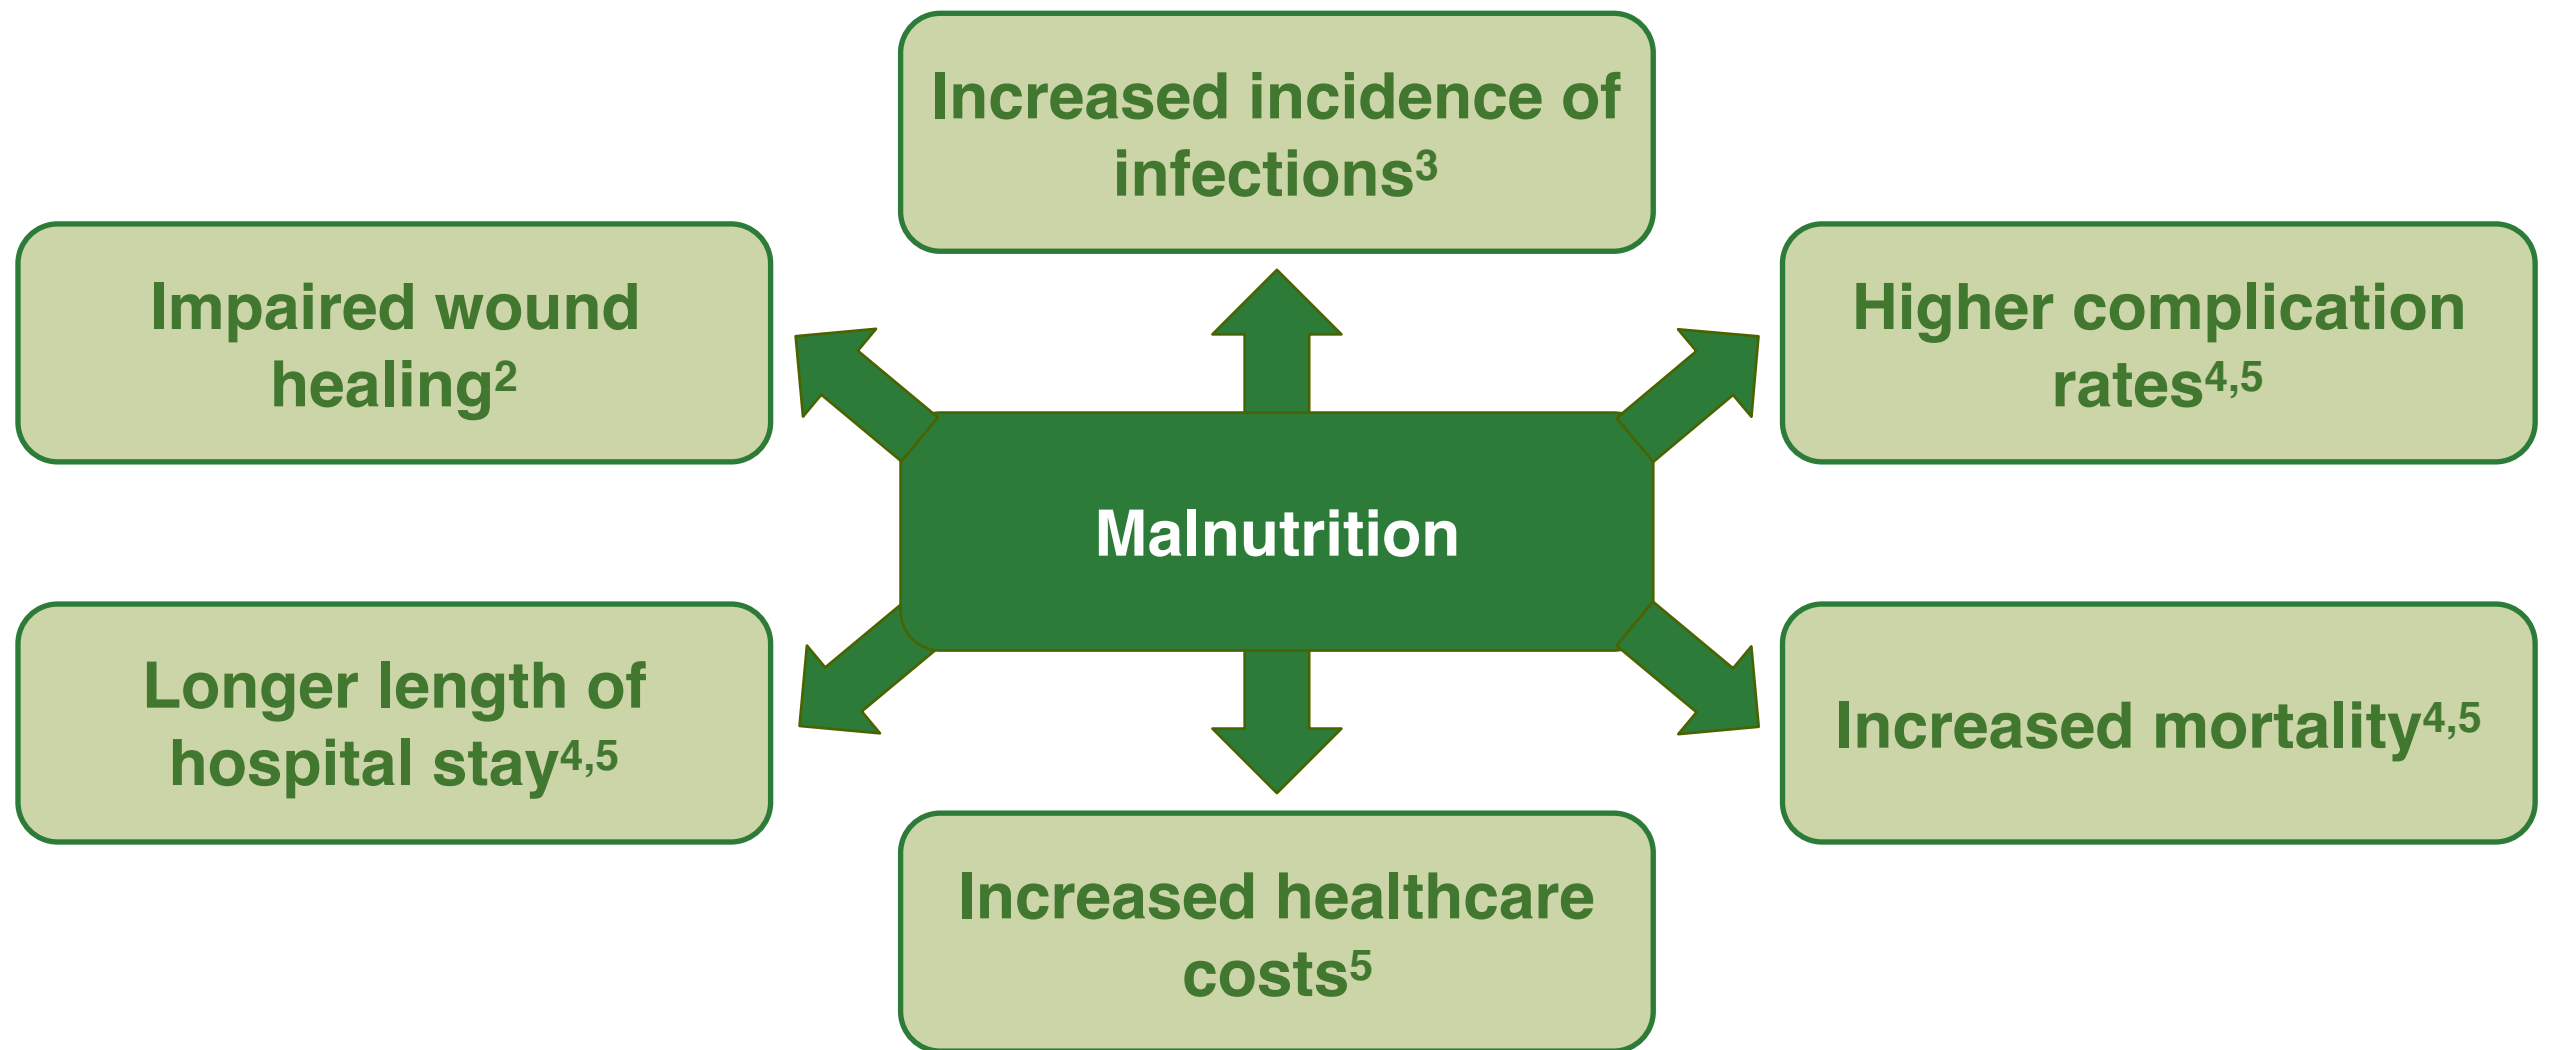 Increased incidence of
infections³
Impaired wound
healing²
Higher complication
rates⁴,⁵
Malnutrition
Longer length of
hospital stay⁴,⁵
Increased mortality⁴,⁵
Increased healthcare
costs⁵